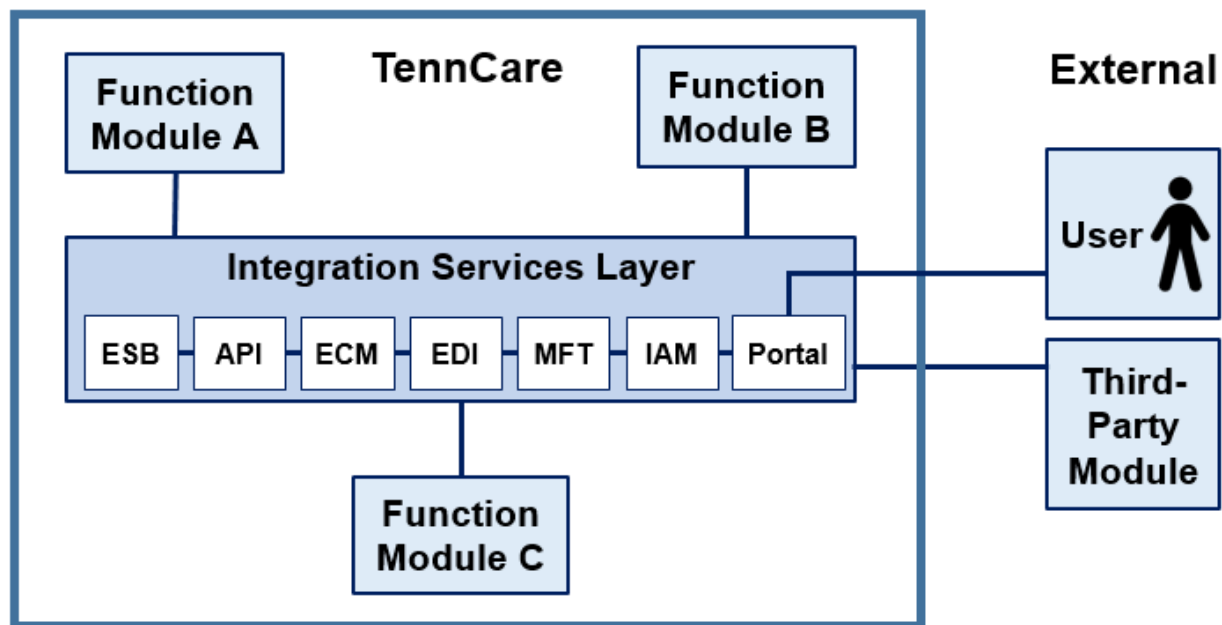 TennCare
External
Function
Module A
Function
Module B
User
Integration Services Layer
ESB
API
ECM
EDI
MFT
IAM
Portal
Third-
Party
Module
Function
Module C